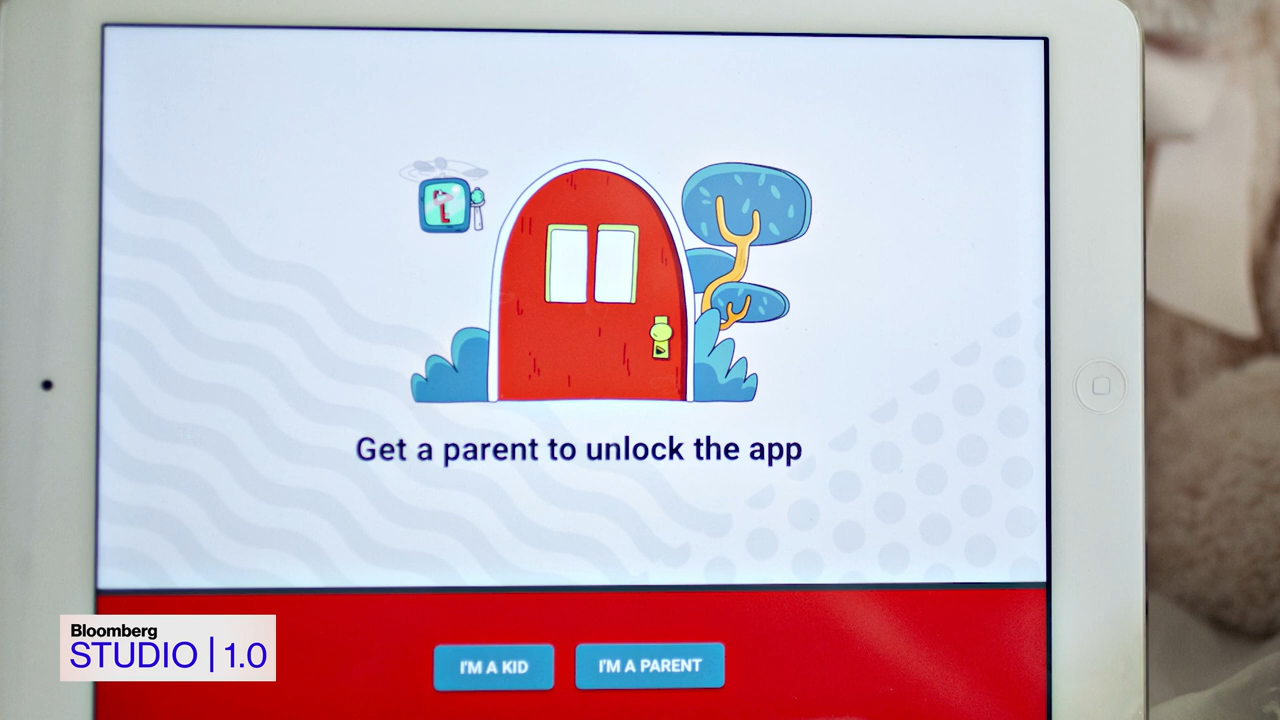 Get a parent to unlock the app
Bloomberg
STUDIO | 1.0
I'M A KID
I'M A PARENT